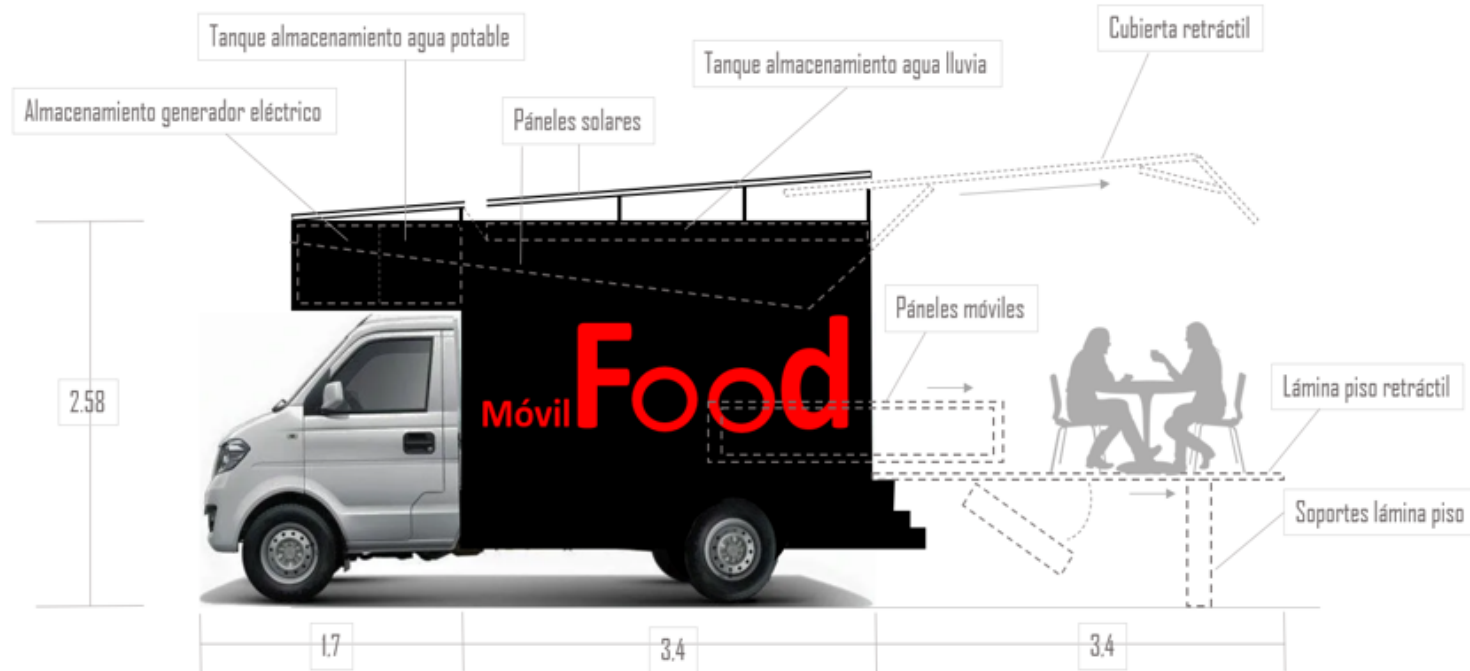 Cubierta retráctil
Tanque almacenamiento agua potable
Tanque almacenamiento agua lluvia
Almacenamiento generador eléctrico
Páneles solares
Páneles móviles
2.58
Móvil Food
Lámina piso retráctil
Soportes lámina piso
1.7
3.4
3.4